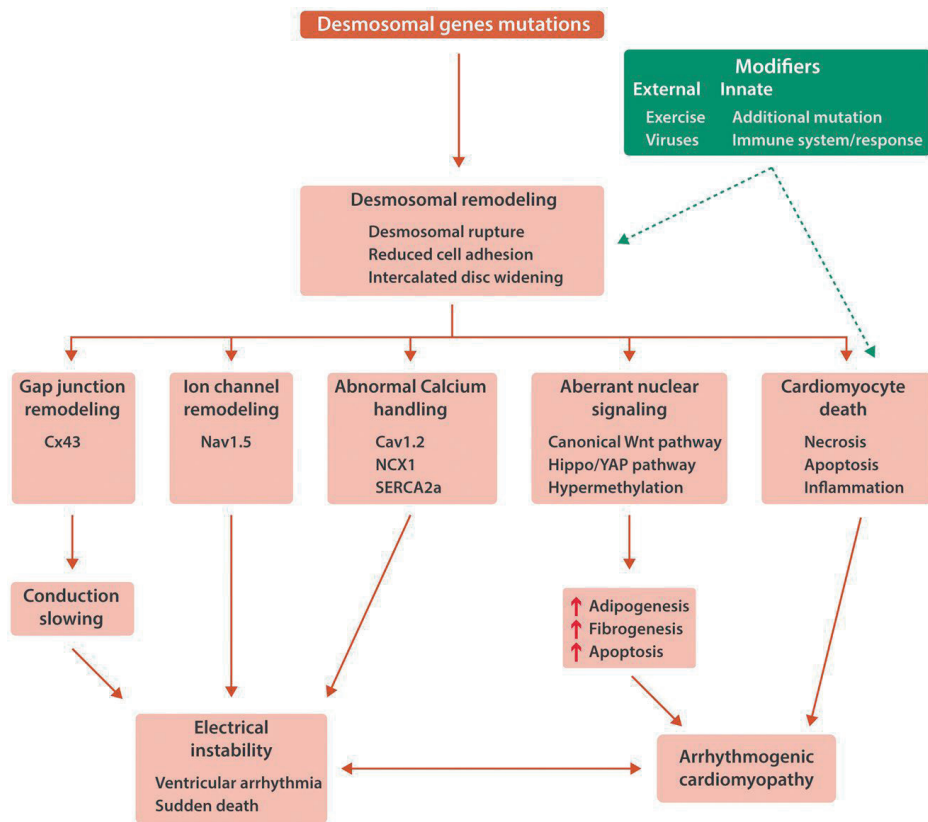 Desmosomal genes mutations
Modifiers
External Innate
Exercise Additional mutation
Viruses Immune system/response
Desmosomal remodeling
Desmosomal rupture
Reduced cell adhesion
Intercalated disc widening
Gap junction
remodeling
Cx43
Ion channel
remodeling
Nav1.5
Abnormal Calcium
handling
Cav1.2
NCX1
SERCA2a
Aberrant nuclear
signaling
Canonical Wnt pathway
Hippo/YAP pathway
Hypermethylation
Cardiomyocyte
death
Necrosis
Apoptosis
Inflammation
Conduction
slowing
↑ Adipogenesis
↑ Fibrogenesis
↑ Apoptosis
Electrical
instability
Ventricular arrhythmia
Sudden death
Arrhythmogenic
cardiomyopathy